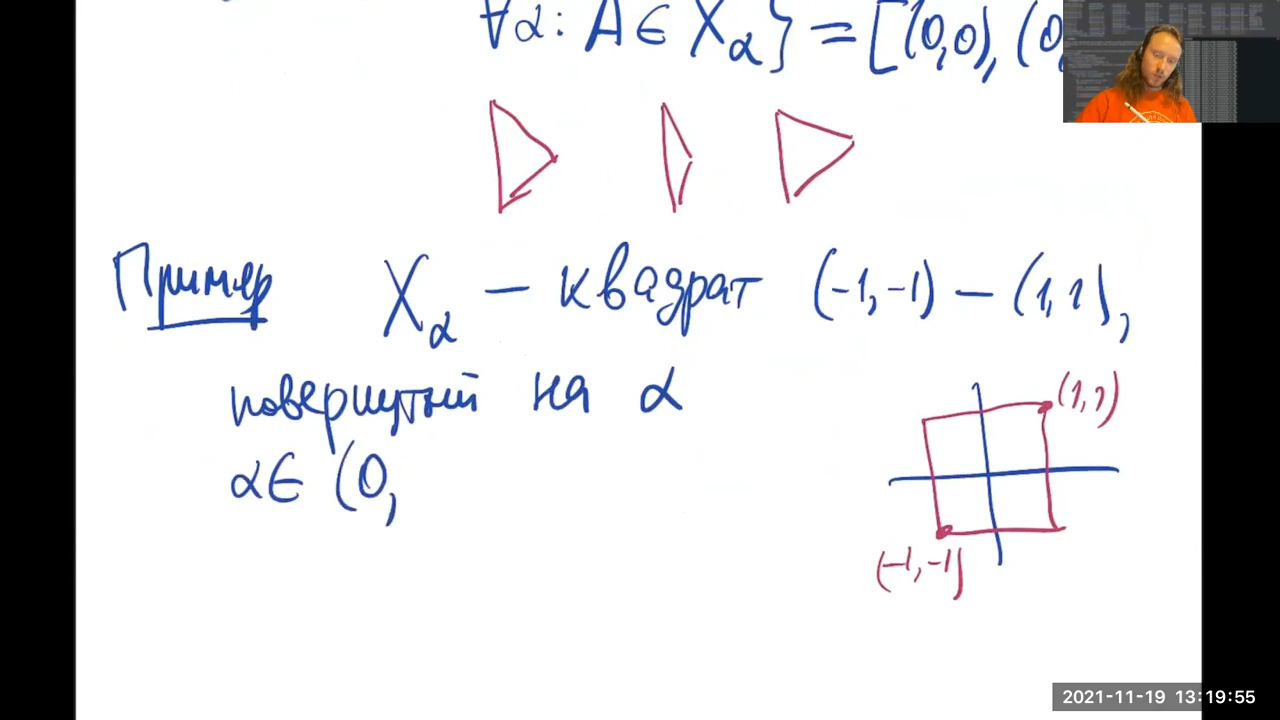 ∀α: A ∈ X_α} = [(0,0), (0,
Пример X_α – квадрат (-1,-1) – (1,1),
повернутый на α
(1,1)
α ∈ (0,
(-1,-1)
2021-11-19 13:19:55